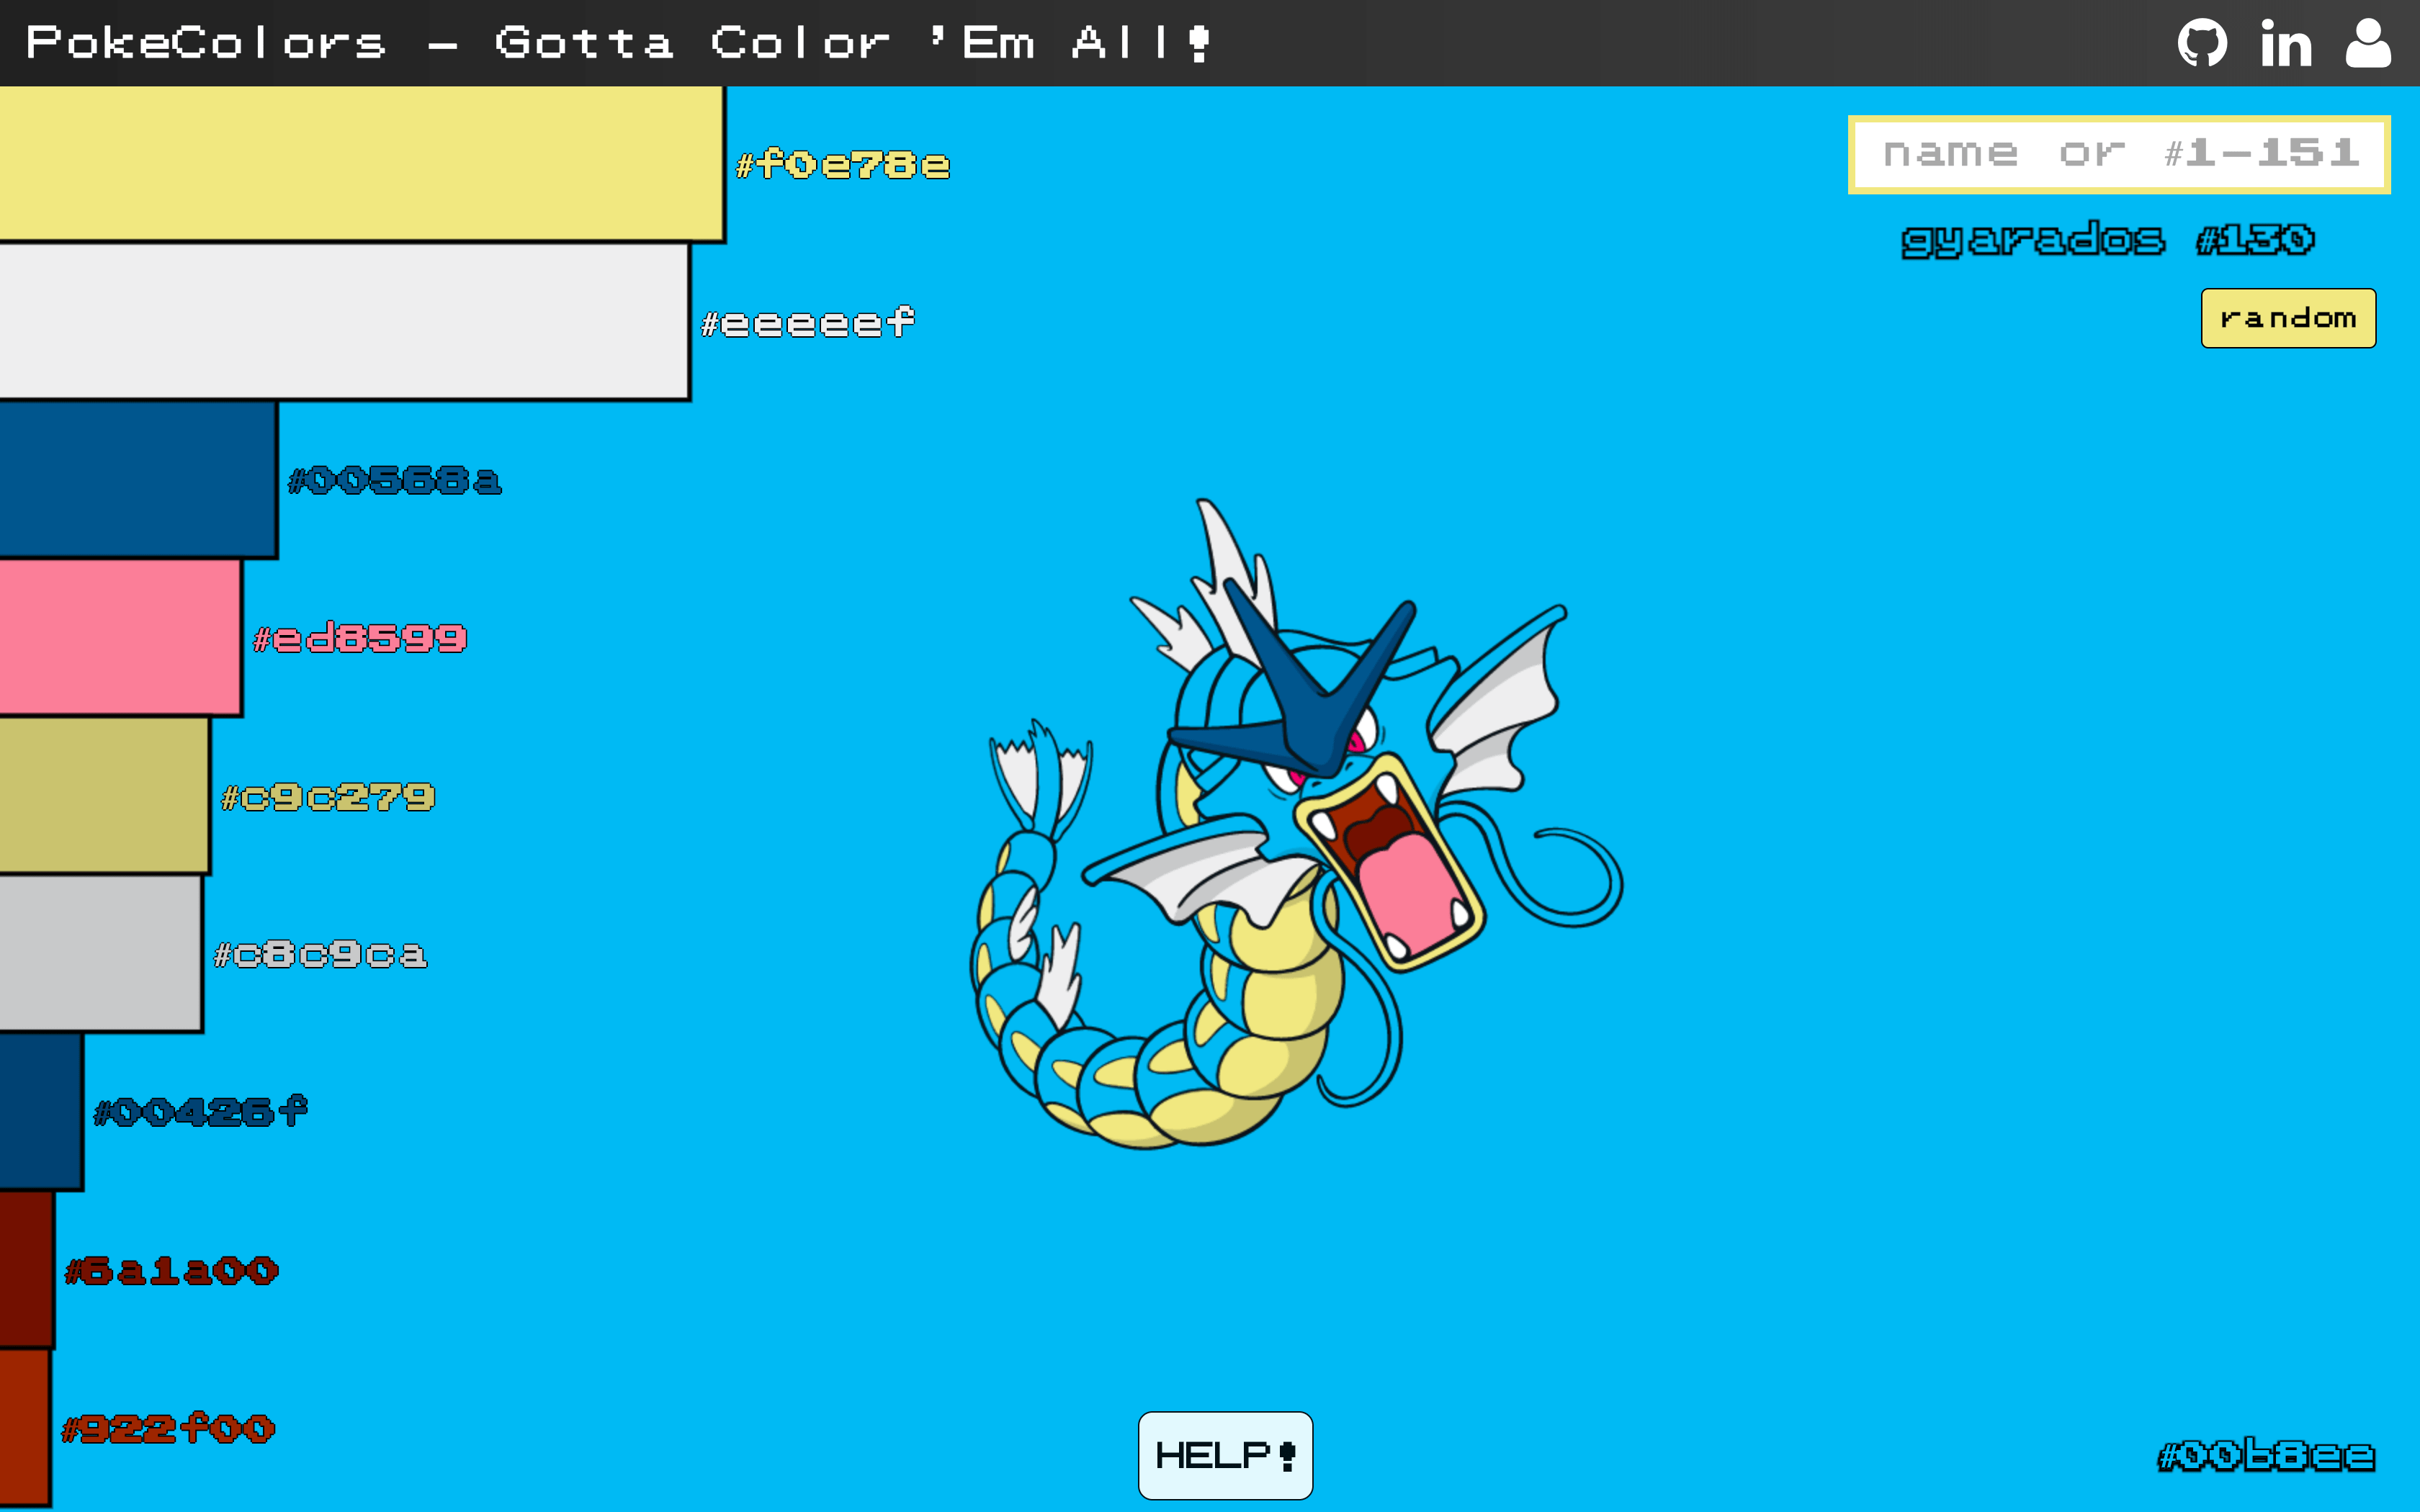 PokeColors - Gotta Color 'Em All!
#f0e78e
name or #1-151
gyarados #130
random
#eeeeef
#00568a
#ed8599
#c9c279
#c8c9ca
#00426f
#6a1a00
#922f00
HELP!
#00b8ee